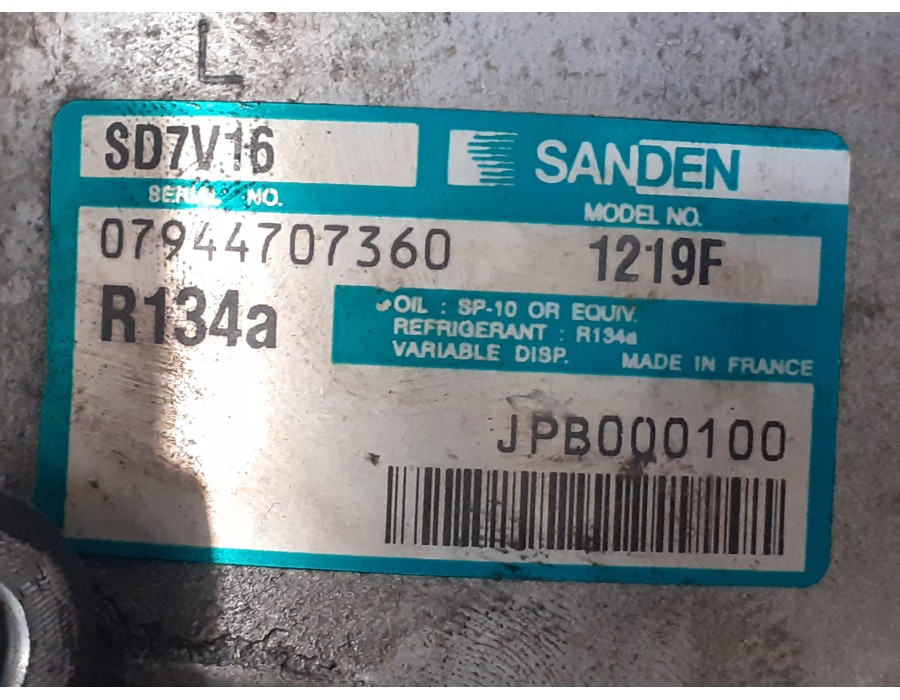 L
SD7V16
SANDEN
SERIAL NO.
MODEL NO.
07944707360
1219F
R134a
OIL : SP-10 OR EQUIV.
REFRIGERANT : R134a
VARIABLE DISP. MADE IN FRANCE
JPB000100